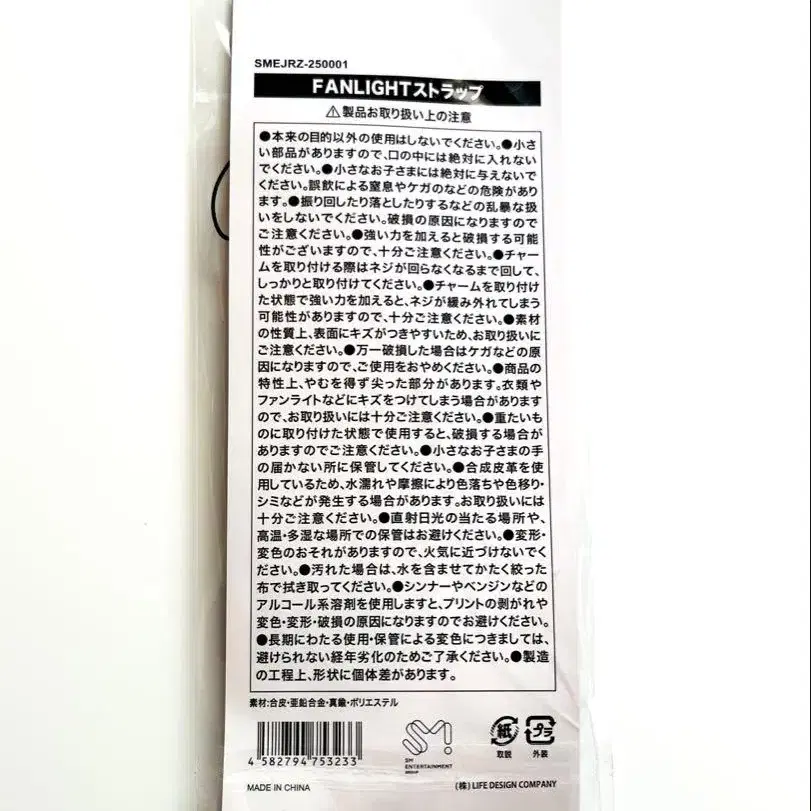 SMEJRZ-250001
FANLIGHTストラップ
⚠製品お取り扱い上の注意
●本来の目的以外の使用はしないでください。●小さ
い部品がありますので、口の中には絶対に入れない
でください。●小さなお子さまには絶対に与えないで
ください。誤飲による窒息やケガのなどの危険があり
ます。●振り回したり落としたりするなどの乱暴な扱
いをしないでください。破損の原因になりますので
ご注意ください。●強い力を加えると破損する可能
性がございますので、十分ご注意ください。●チャー
ムを取り付ける際はネジが回らなくなるまで回して、
しっかりと取り付けてください。●チャームを取り付け
た状態で強い力を加えると、ネジが緩み外れてしまう
可能性がありますので、十分ご注意ください。●素材
の性質上、表面にキズがつきやすいため、お取り扱いに
ご注意ください。●万一破損した場合はケガなどの原
因になりますので、ご使用をおやめください。●商品の
特性上、やむを得ず尖った部分があります。衣類や
ファンライトなどにキズをつけてしまう場合があります
ので、お取り扱いには十分ご注意ください。●重たいも
のに取り付けた状態で使用すると、破損する場合が
ありますのでご注意ください。●小さなお子さまの手
の届かない所に保管してください。●合成皮革を使
用しているため、水濡れや摩擦により色落ちや色移り・
シミなどが発生する場合があります。お取り扱いには
十分ご注意ください。●直射日光の当たる場所や、
高温・多湿な場所での保管はお避けください。●変形・
変色のおそれがありますので、火気に近づけないでく
ださい。●汚れた場合は、水を含ませてかたく絞った
布で拭き取ってください。●シンナーやベンジンなどの
アルコール系溶剤を使用しますと、プリントの剥がれや
変色・変形・破損の原因になりますのでお避けください。
●長期にわたる使用・保管による変色につきましては、
避けられない経年劣化のためご了承ください。●製造
の工程上、形状に個体差があります。
素材:合皮・亜鉛合金・真鍮・ポリエステル
4 582794 753233
SM!
SM
ENTERTAINMENT
GROUP
紙
取説
プラ
外装
MADE IN CHINA
(株) LIFE DESIGN COMPANY